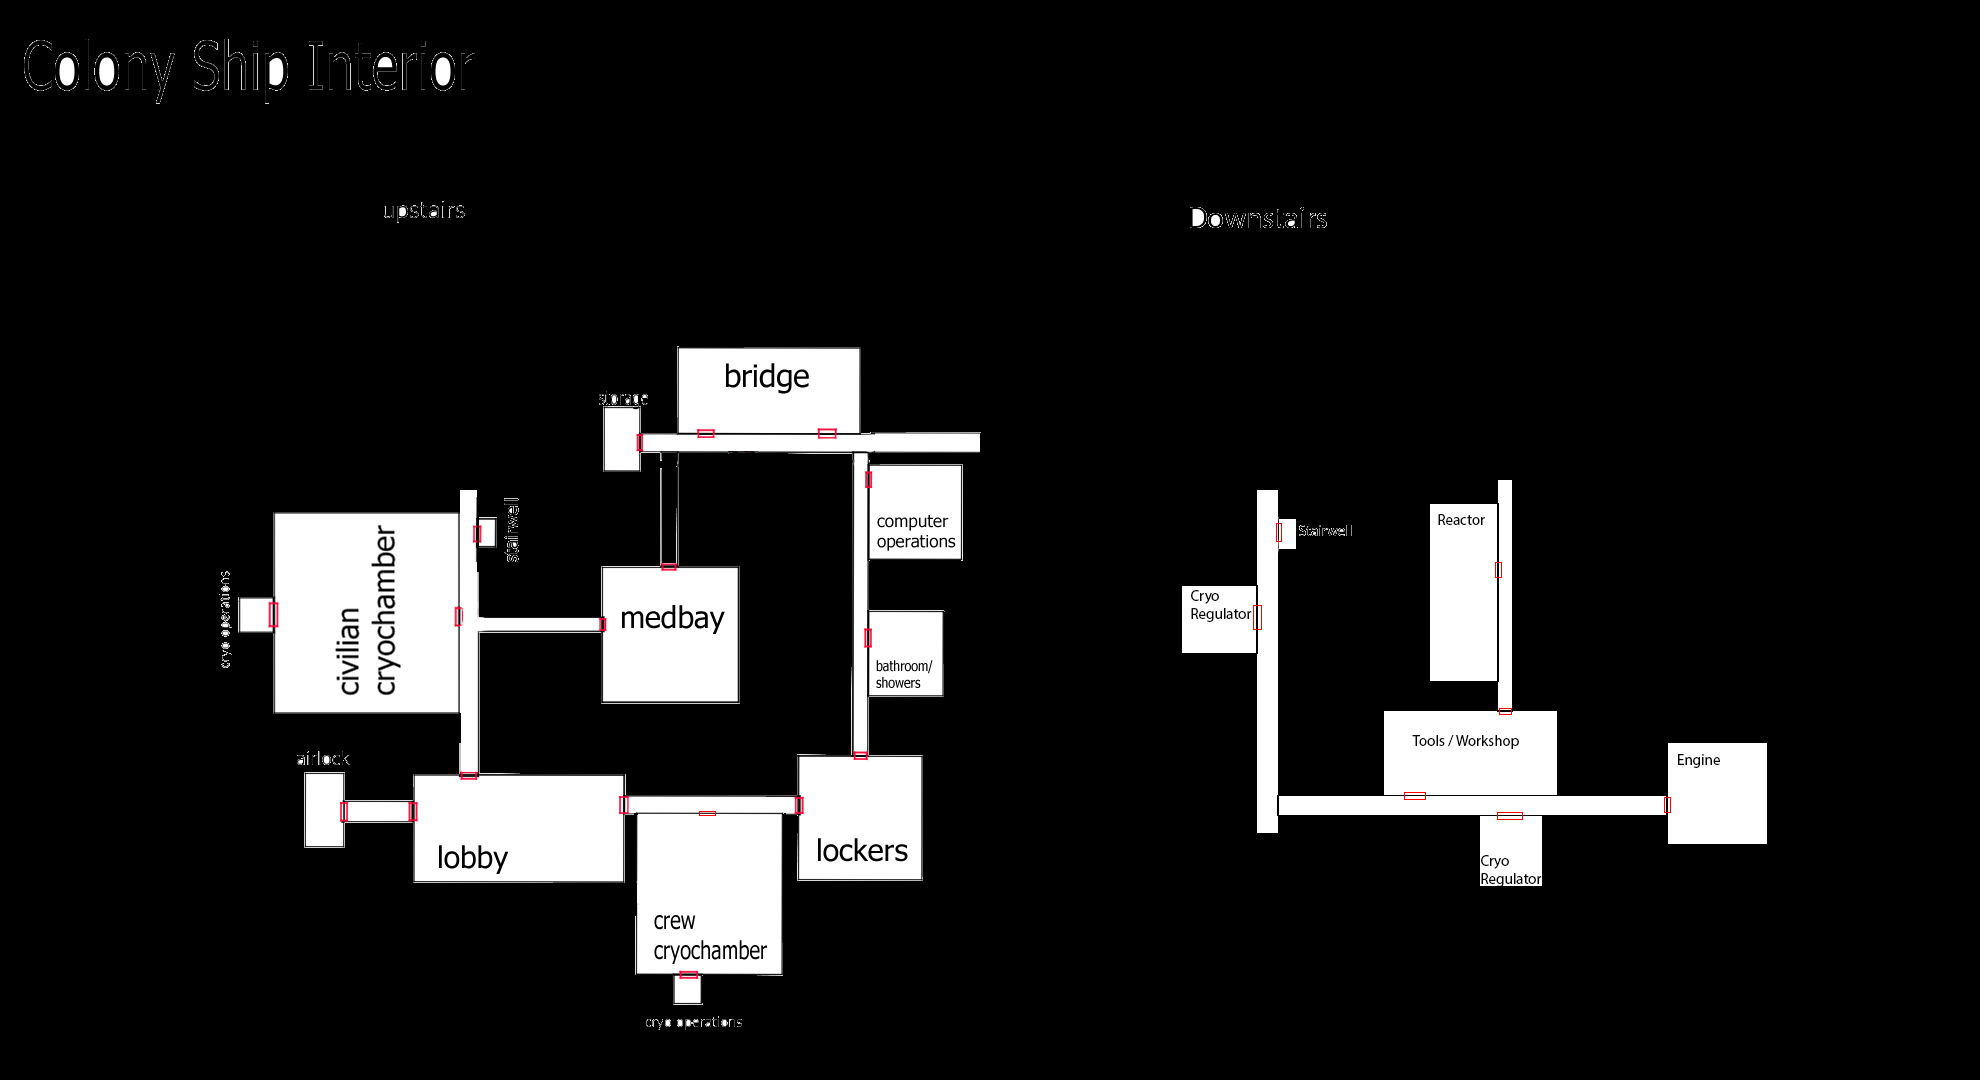 Colony Ship Interior
upstairs
Downstairs
bridge
storage
computer
operations
stairwell
civilian
cryochamber
cryo operations
medbay
bathroom/
showers
airlock
lobby
lockers
crew
cryochamber
cryo operations
Reactor
Stairwell
Cryo
Regulator
Tools / Workshop
Engine
Cryo
Regulator